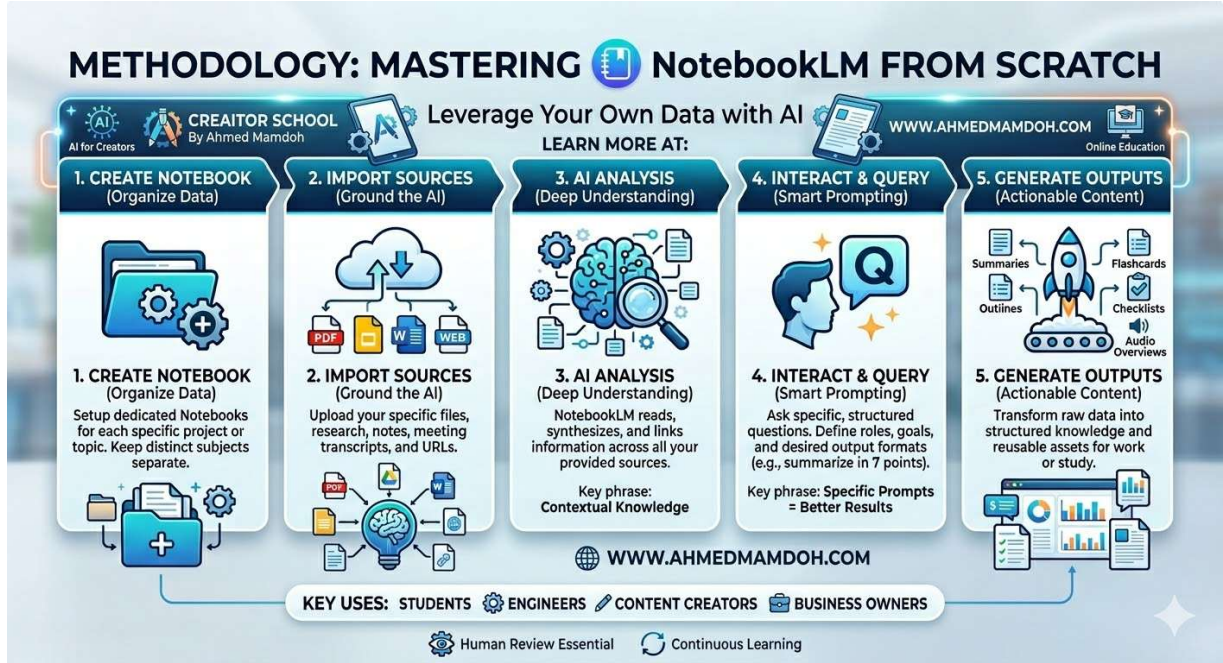 METHODOLOGY: MASTERING NotebookLM FROM SCRATCH
AI
AI for Creators
CREAITOR SCHOOL
By Ahmed Mamdoh
A
Leverage Your Own Data with AI
LEARN MORE AT:
WWW.AHMEDMAMDOH.COM
Online Education
1. CREATE NOTEBOOK
(Organize Data)
2. IMPORT SOURCES
(Ground the AI)
3. AI ANALYSIS
(Deep Understanding)
4. INTERACT & QUERY
(Smart Prompting)
5. GENERATE OUTPUTS
(Actionable Content)
PDF
W
WEB
Q
Summaries
Flashcards
Outlines
Checklists
Audio
Overviews
1. CREATE NOTEBOOK
(Organize Data)
Setup dedicated Notebooks
for each specific project or
topic. Keep distinct subjects
separate.
2. IMPORT SOURCES
(Ground the AI)
Upload your specific files,
research, notes, meeting
transcripts, and URLs.
PDF
W
3. AI ANALYSIS
(Deep Understanding)
NotebookLM reads,
synthesizes, and links
information across all your
provided sources.
Key phrase:
Contextual Knowledge
4. INTERACT & QUERY
(Smart Prompting)
Ask specific, structured
questions. Define roles, goals,
and desired output formats
(e.g., summarize in 7 points).
Key phrase: Specific Prompts
= Better Results
5. GENERATE OUTPUTS
(Actionable Content)
Transform raw data into
structured knowledge and
reusable assets for work
or study.
$
WWW.AHMEDMAMDOH.COM
KEY USES: STUDENTS ENGINEERS CONTENT CREATORS BUSINESS OWNERS
Human Review Essential
Continuous Learning